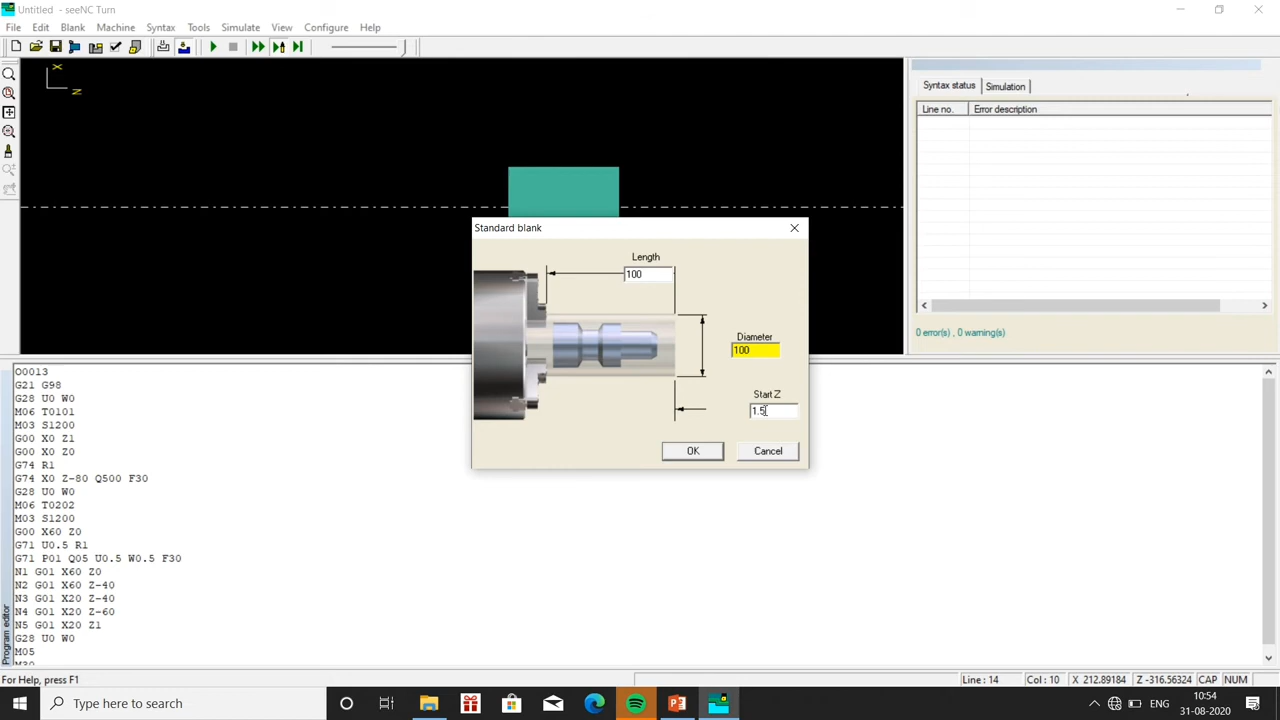 Untitled - seeNC Turn
File Edit Blank Machine Syntax Tools Simulate View Configure Help
X
Z
Syntax status Simulation
Line no. Error description
0 error(s) , 0 warning(s)
Standard blank
Length
100
Diameter
100
Start Z
1.5
OK Cancel
O0013
G21 G98
G28 U0 W0
M06 T0101
M03 S1200
G00 X0 Z1
G00 X0 Z0
G74 R1
G74 X0 Z-80 Q500 F30
G28 U0 W0
M06 T0202
M03 S1200
G00 X60 Z0
G71 U0.5 R1
G71 P01 Q05 U0.5 W0.5 F30
N1 G01 X60 Z0
N2 G01 X60 Z-40
N3 G01 X20 Z-40
N4 G01 X20 Z-60
N5 G01 X20 Z1
G28 U0 W0
M05
M30
Program editor
For Help, press F1
Line : 14 Col : 10 X 212.89184 Z -316.56324 CAP NUM
Type here to search
ENG
10:54
31-08-2020